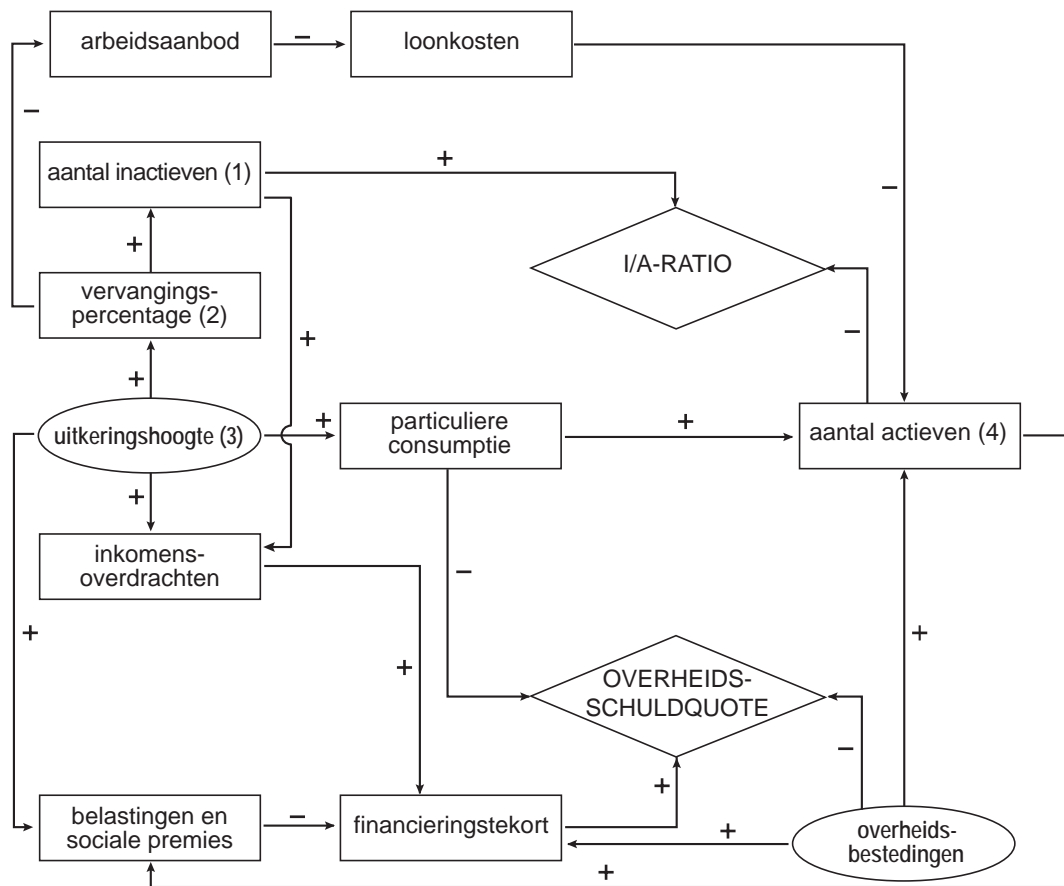 arbeidsaanbod
–
loonkosten
–
aantal inactieven (1)
+
–
+
I/A-RATIO
vervangings-
percentage (2)
+
–
+
uitkeringshoogte (3)
+
particuliere
consumptie
+
aantal actieven (4)
+
inkomens-
overdrachten
–
+
+
+
OVERHEIDS-
SCHULDQUOTE
–
+
belastingen en
sociale premies
–
financieringstekort
+
overheids-
bestedingen
+